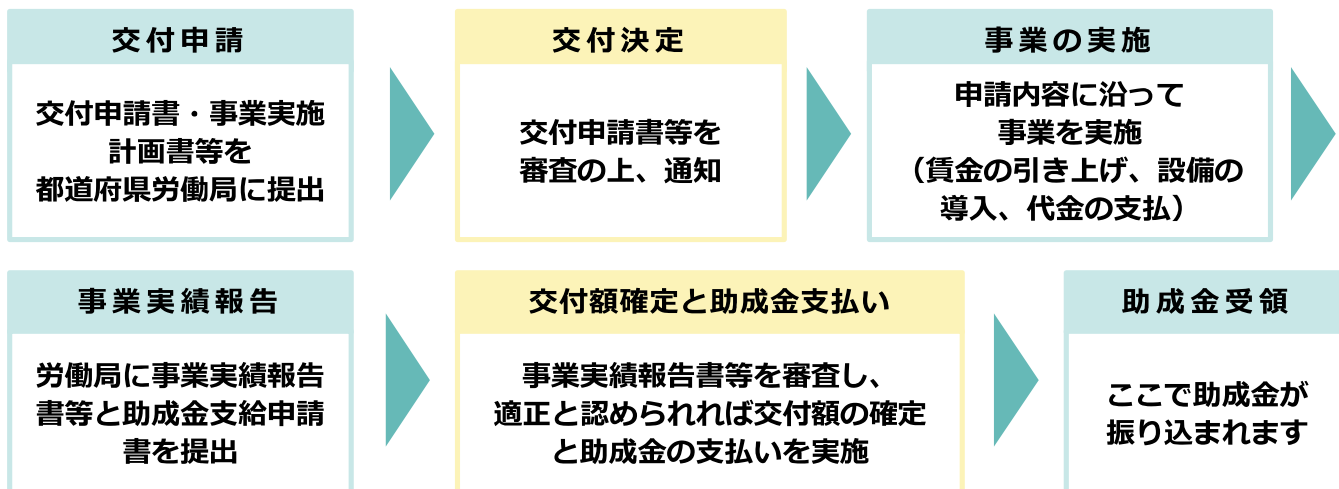 交付申請
交付申請書・事業実施
計画書等を
都道府県労働局に提出
交付決定
交付申請書等を
審査の上、通知
事業の実施
申請内容に沿って
事業を実施
（賃金の引き上げ、設備の
導入、代金の支払）
事業実績報告
労働局に事業実績報告
書等と助成金支給申請
書を提出
交付額確定と助成金支払い
事業実績報告書等を審査し、
適正と認められれば交付額の確定
と助成金の支払いを実施
助成金受領
ここで助成金が
振り込まれます